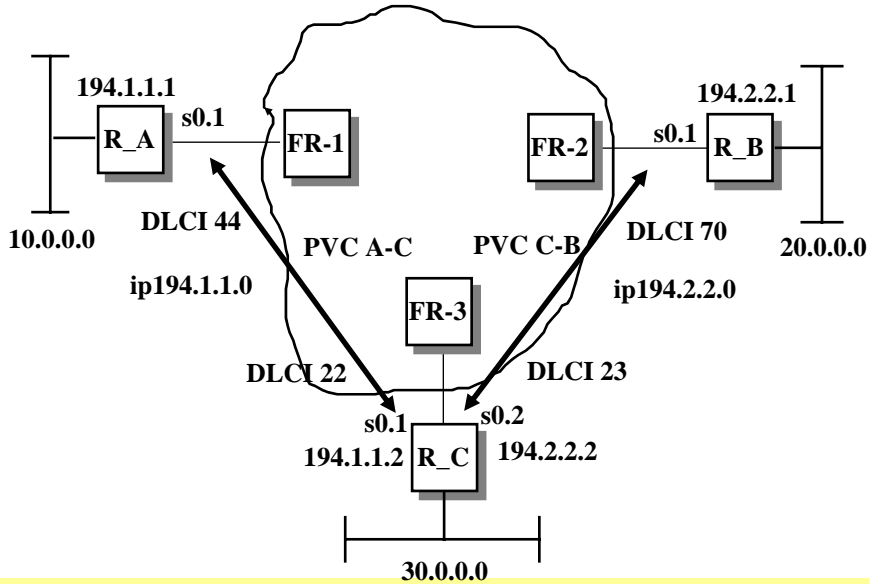 194.1.1.1
194.2.2.1
s0.1
s0.1
R_A
FR-1
FR-2
R_B
DLCI 44
DLCI 70
10.0.0.0
PVC A-C
PVC C-B
20.0.0.0
ip194.1.1.0
ip194.2.2.0
FR-3
DLCI 22
DLCI 23
s0.1
s0.2
194.1.1.2
R_C
194.2.2.2
30.0.0.0